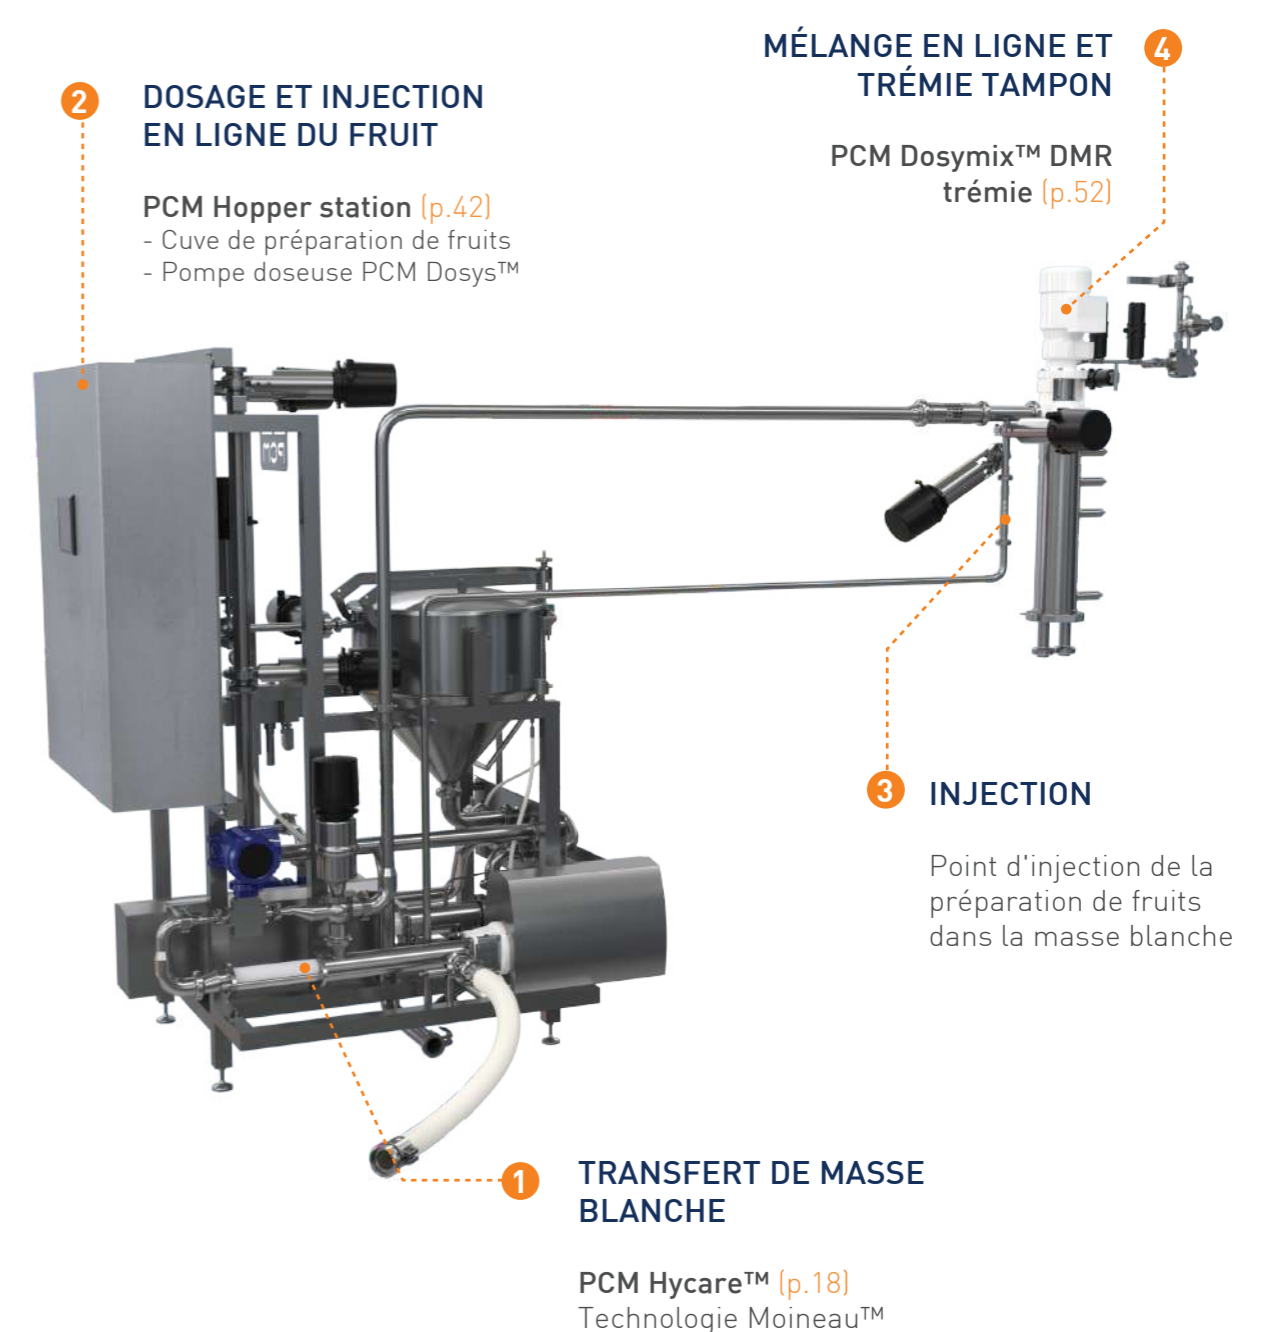 MÉLANGE EN LIGNE ET
TRÉMIE TAMPON
4
PCM Dosymix™ DMR
trémie (p.52)
2
DOSAGE ET INJECTION
EN LIGNE DU FRUIT
PCM Hopper station (p.42)
- Cuve de préparation de fruits
- Pompe doseuse PCM Dosys™
PCM
3
INJECTION
Point d'injection de la
préparation de fruits
dans la masse blanche
1
TRANSFERT DE MASSE
BLANCHE
PCM Hycare™ (p.18)
Technologie Moineau™